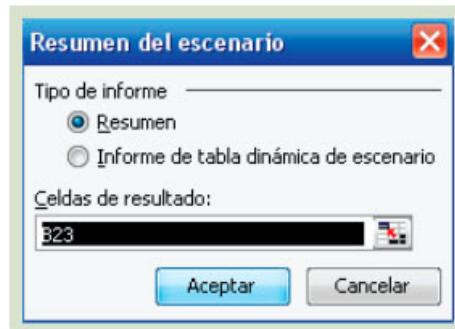 Resumen del escenario
Tipo de informe
Resumen
Informe de tabla dinámica de escenario
Celdas de resultado:
B23
Aceptar Cancelar